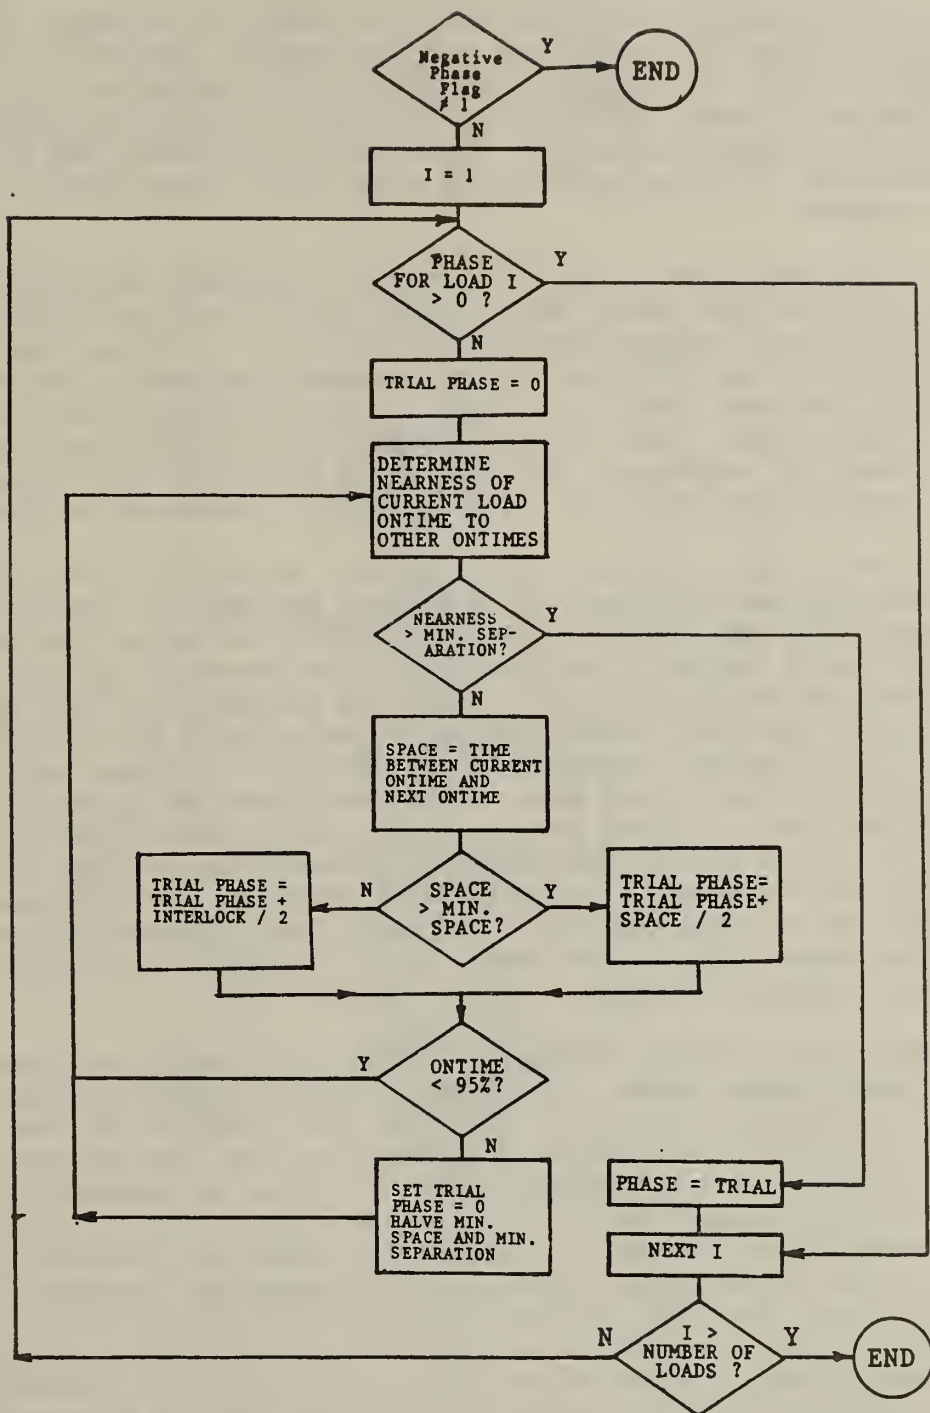 Negative
Phase
Flag
≠ 1
Y
END
N
I = 1
PHASE
FOR LOAD I
> 0 ?
Y
N
TRIAL PHASE = 0
DETERMINE
NEARNESS OF
CURRENT LOAD
ONTIME TO
OTHER ONTIMES
NEARNESS
> MIN. SEP-
ARATION?
Y
N
SPACE = TIME
BETWEEN CURRENT
ONTIME AND
NEXT ONTIME
TRIAL PHASE =
TRIAL PHASE +
INTERLOCK / 2
N
SPACE
> MIN.
SPACE?
Y
TRIAL PHASE=
TRIAL PHASE+
SPACE / 2
Y
ONTIME
< 95%?
N
SET TRIAL
PHASE = 0
HALVE MIN.
SPACE AND MIN.
SEPARATION
PHASE = TRIAL
NEXT I
N
I >
NUMBER OF
LOADS ?
Y
END